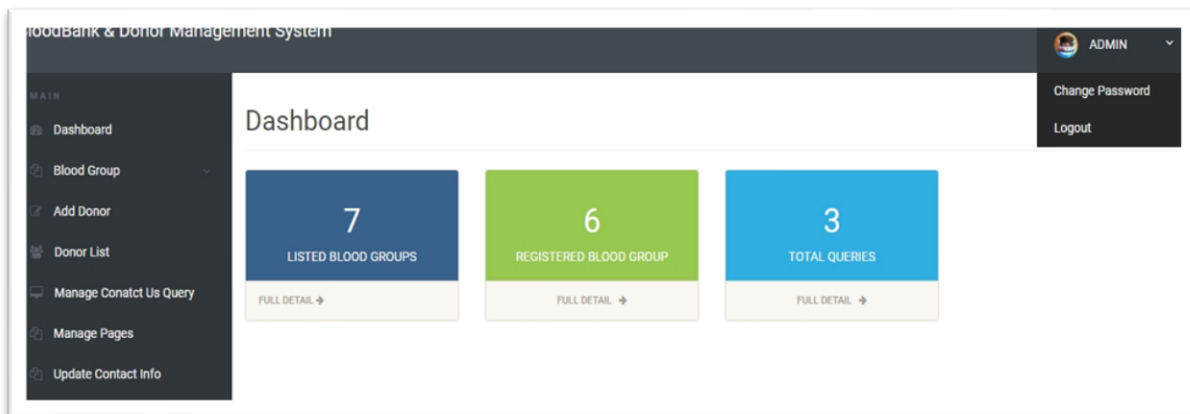 loodBank & Donor Management System
ADMIN
Change Password
Logout
MAIN
Dashboard
Blood Group
Add Donor
Donor List
Manage Conatct Us Query
Manage Pages
Update Contact Info
Dashboard
7
LISTED BLOOD GROUPS
FULL DETAIL
6
REGISTERED BLOOD GROUP
FULL DETAIL
3
TOTAL QUERIES
FULL DETAIL